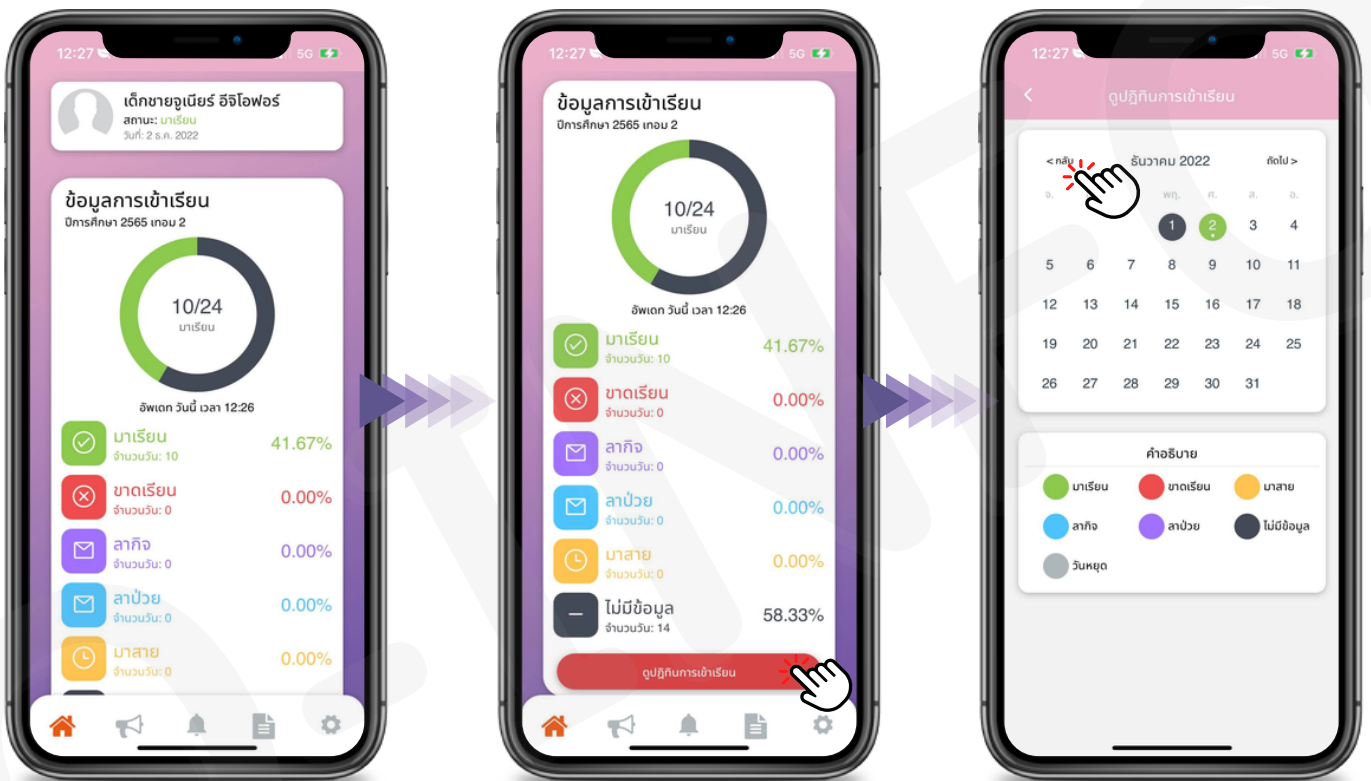 12:27
5G
เด็กชายจูเนียร์ อีจิโอฟอร์
สถานะ: มาเรียน
วันที่: 2 ธ.ค. 2022
ข้อมูลการเข้าเรียน
ปีการศึกษา 2565 เทอม 2
10/24
มาเรียน
อัพเดท วันนี้ เวลา 12:26
มาเรียน
จำนวนวัน: 10
41.67%
ขาดเรียน
จำนวนวัน: 0
0.00%
ลากิจ
จำนวนวัน: 0
0.00%
ลาป่วย
จำนวนวัน: 0
0.00%
มาสาย
จำนวนวัน: 0
0.00%
12:27
5G
ข้อมูลการเข้าเรียน
ปีการศึกษา 2565 เทอม 2
10/24
มาเรียน
อัพเดท วันนี้ เวลา 12:26
มาเรียน
จำนวนวัน: 10
41.67%
ขาดเรียน
จำนวนวัน: 0
0.00%
ลากิจ
จำนวนวัน: 0
0.00%
ลาป่วย
จำนวนวัน: 0
0.00%
มาสาย
จำนวนวัน: 0
0.00%
ไม่มีข้อมูล
จำนวนวัน: 14
58.33%
ดูปฏิทินการเข้าเรียน
12:27
5G
ดูปฏิทินการเข้าเรียน
< กลับ ธันวาคม 2022 ถัดไป >
จ. พฤ. ศ. ส. อ.
1 2 3 4
5 6 7 8 9 10 11
12 13 14 15 16 17 18
19 20 21 22 23 24 25
26 27 28 29 30 31
คำอธิบาย
มาเรียน ขาดเรียน มาสาย
ลากิจ ลาป่วย ไม่มีข้อมูล
วันหยุด